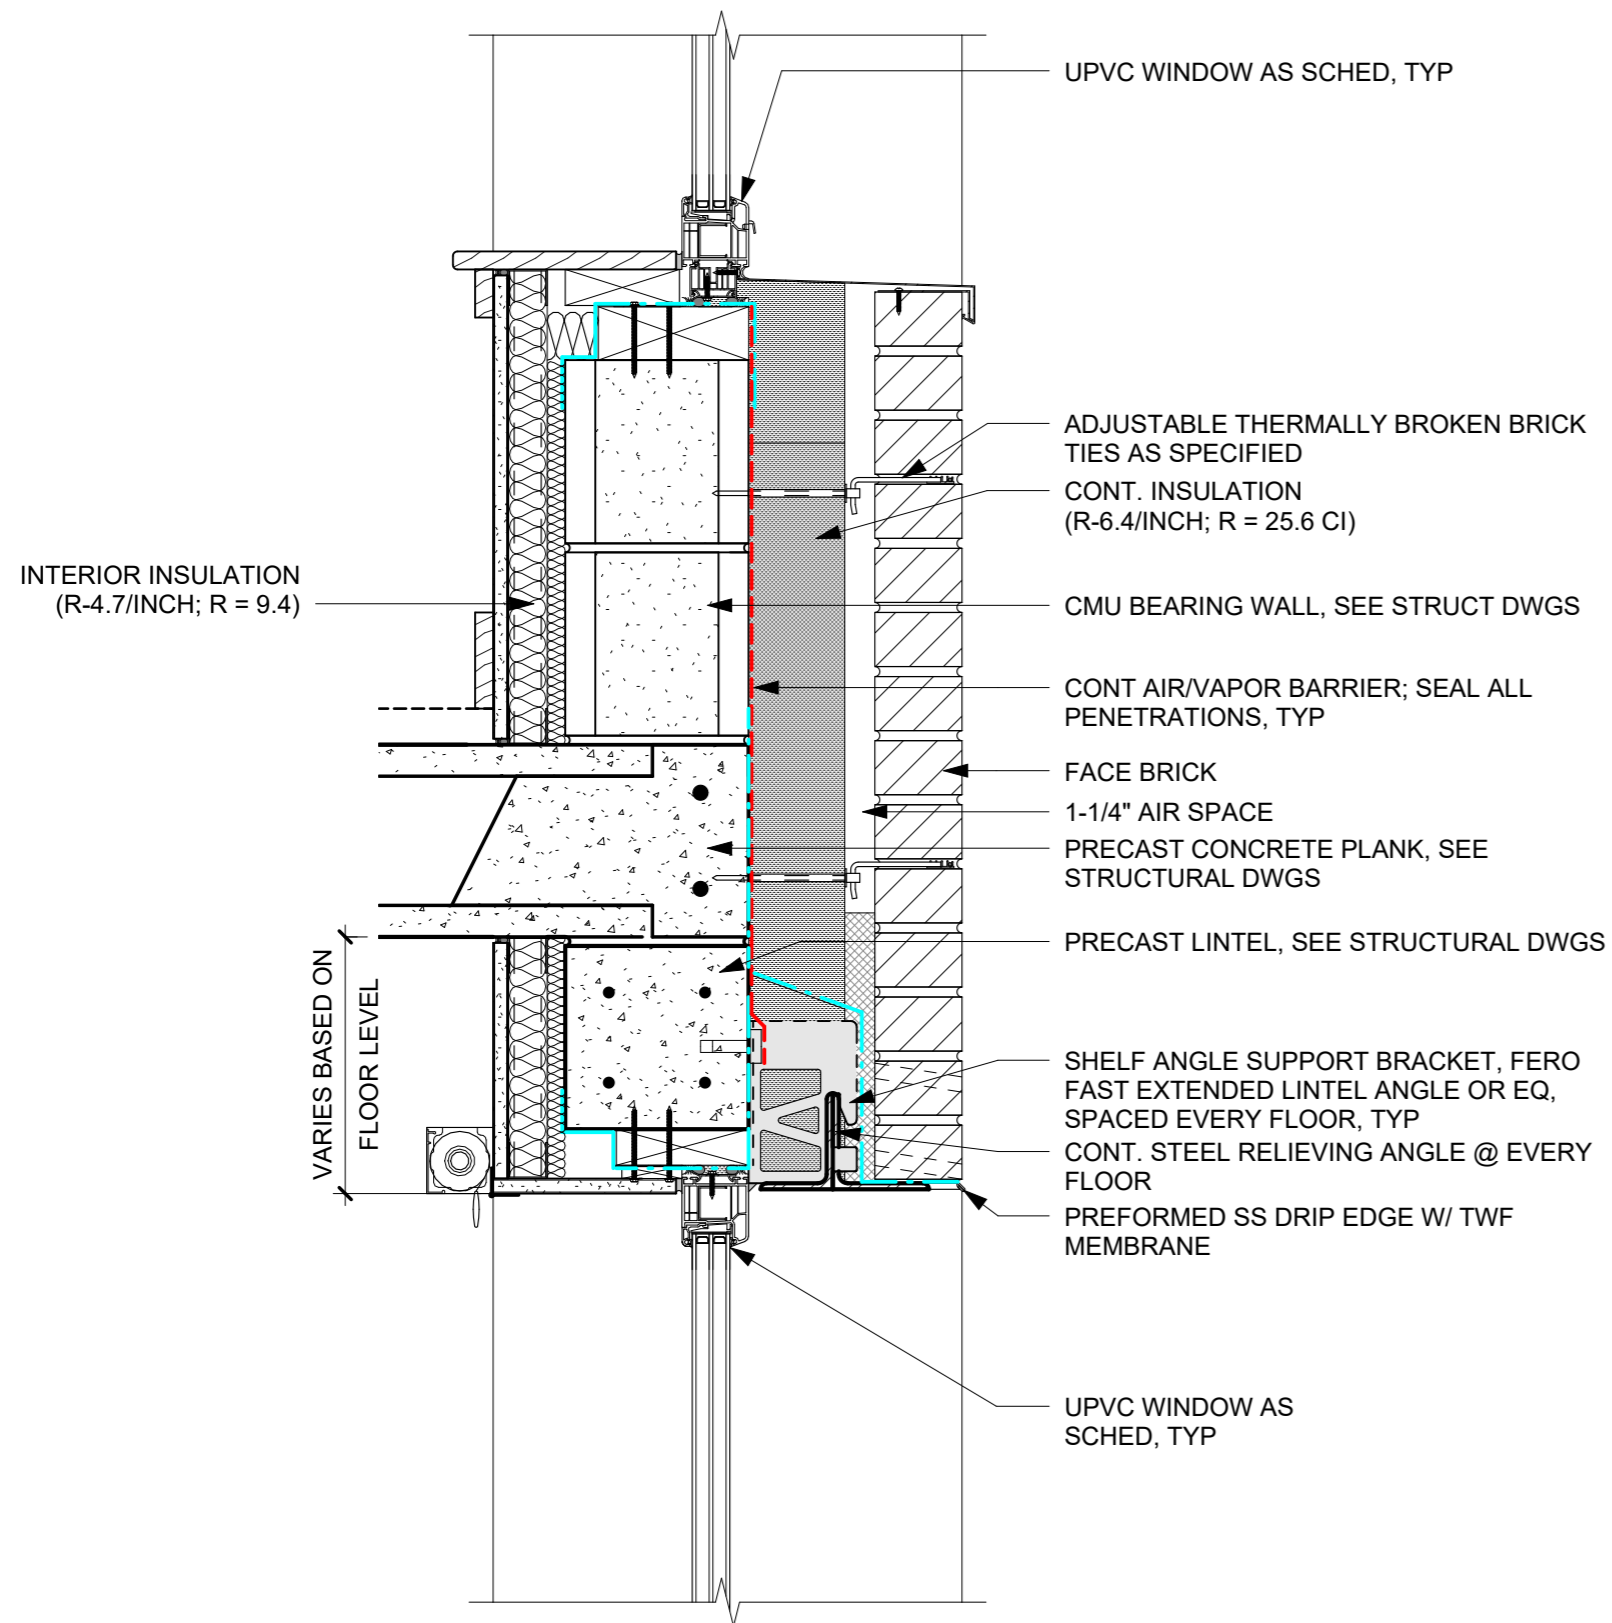 UPVC WINDOW AS SCHED, TYP
ADJUSTABLE THERMALLY BROKEN BRICK
TIES AS SPECIFIED
CONT. INSULATION
(R-6.4/INCH; R = 25.6 CI)
INTERIOR INSULATION
(R-4.7/INCH; R = 9.4)
CMU BEARING WALL, SEE STRUCT DWGS
CONT AIR/VAPOR BARRIER; SEAL ALL
PENETRATIONS, TYP
FACE BRICK
1-1/4" AIR SPACE
PRECAST CONCRETE PLANK, SEE
STRUCTURAL DWGS
PRECAST LINTEL, SEE STRUCTURAL DWGS
VARIES BASED ON
FLOOR LEVEL
SHELF ANGLE SUPPORT BRACKET, FERO
FAST EXTENDED LINTEL ANGLE OR EQ,
SPACED EVERY FLOOR, TYP
CONT. STEEL RELIEVING ANGLE @ EVERY
FLOOR
PREFORMED SS DRIP EDGE W/ TWF
MEMBRANE
UPVC WINDOW AS
SCHED, TYP